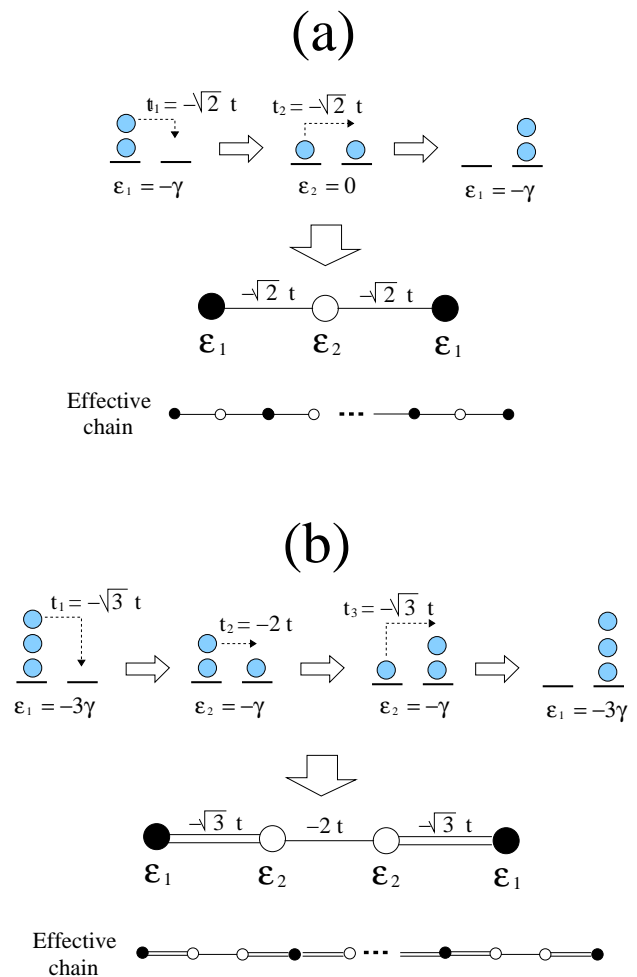 (a)
t₁ = −√2 t
t₂ = −√2 t
ε₁ = −γ
ε₂ = 0
ε₁ = −γ
−√2 t
−√2 t
ε₁
ε₂
ε₁
Effective
chain
(b)
t₁ = −√3 t
t₂ = −2 t
t₃ = −√3 t
ε₁ = −3γ
ε₂ = −γ
ε₂ = −γ
ε₁ = −3γ
−√3 t
−2 t
−√3 t
ε₁
ε₂
ε₂
ε₁
Effective
chain